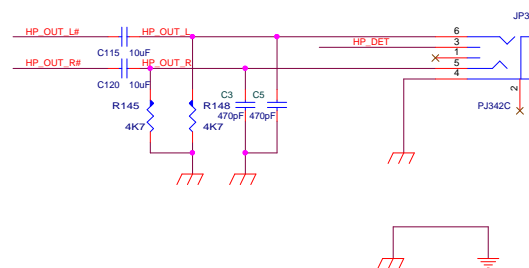 JP3
HP_OUT_L# HP_OUT_L 6
C115 10uF HP_DET 3
1
HP_OUT_R# HP_OUT_R 5
C120 10uF 4
2
R145 R148 C3 C5
4K7 4K7 470pF 470pF
PJ342C